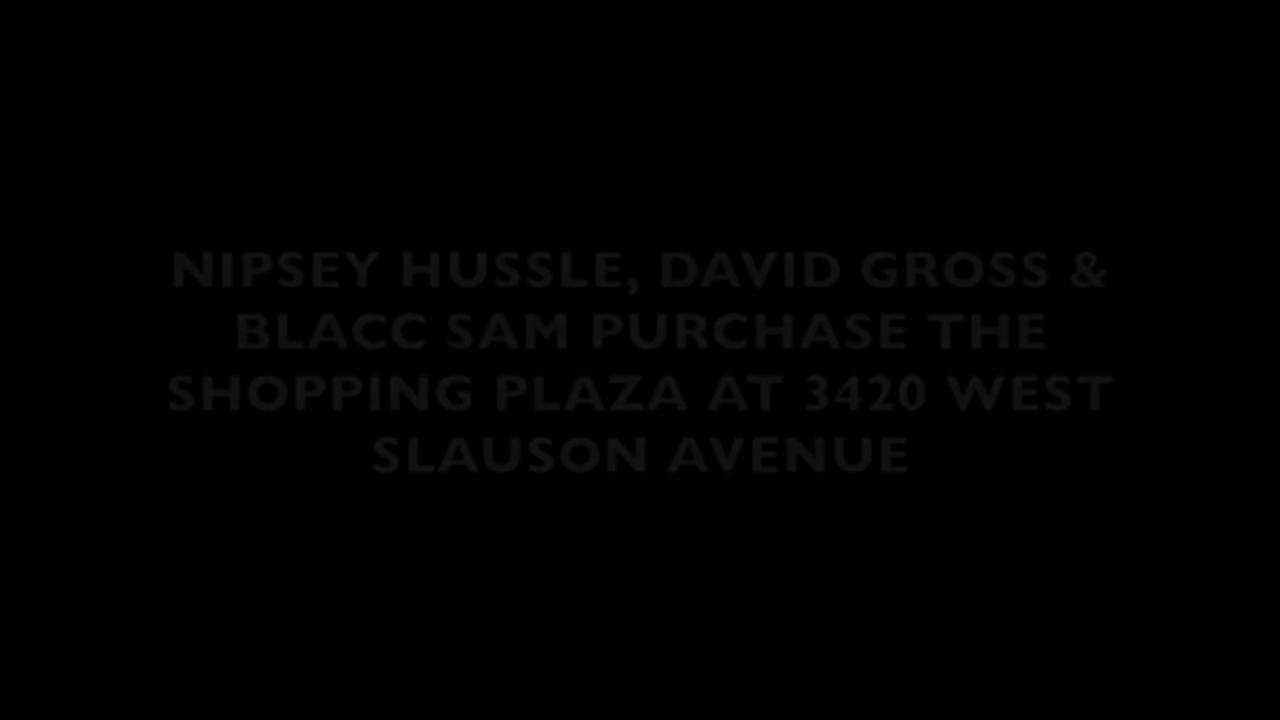 NIPSEY HUSSLE, DAVID GROSS &
BLACC SAM PURCHASE THE
SHOPPING PLAZA AT 3420 WEST
SLAUSON AVENUE